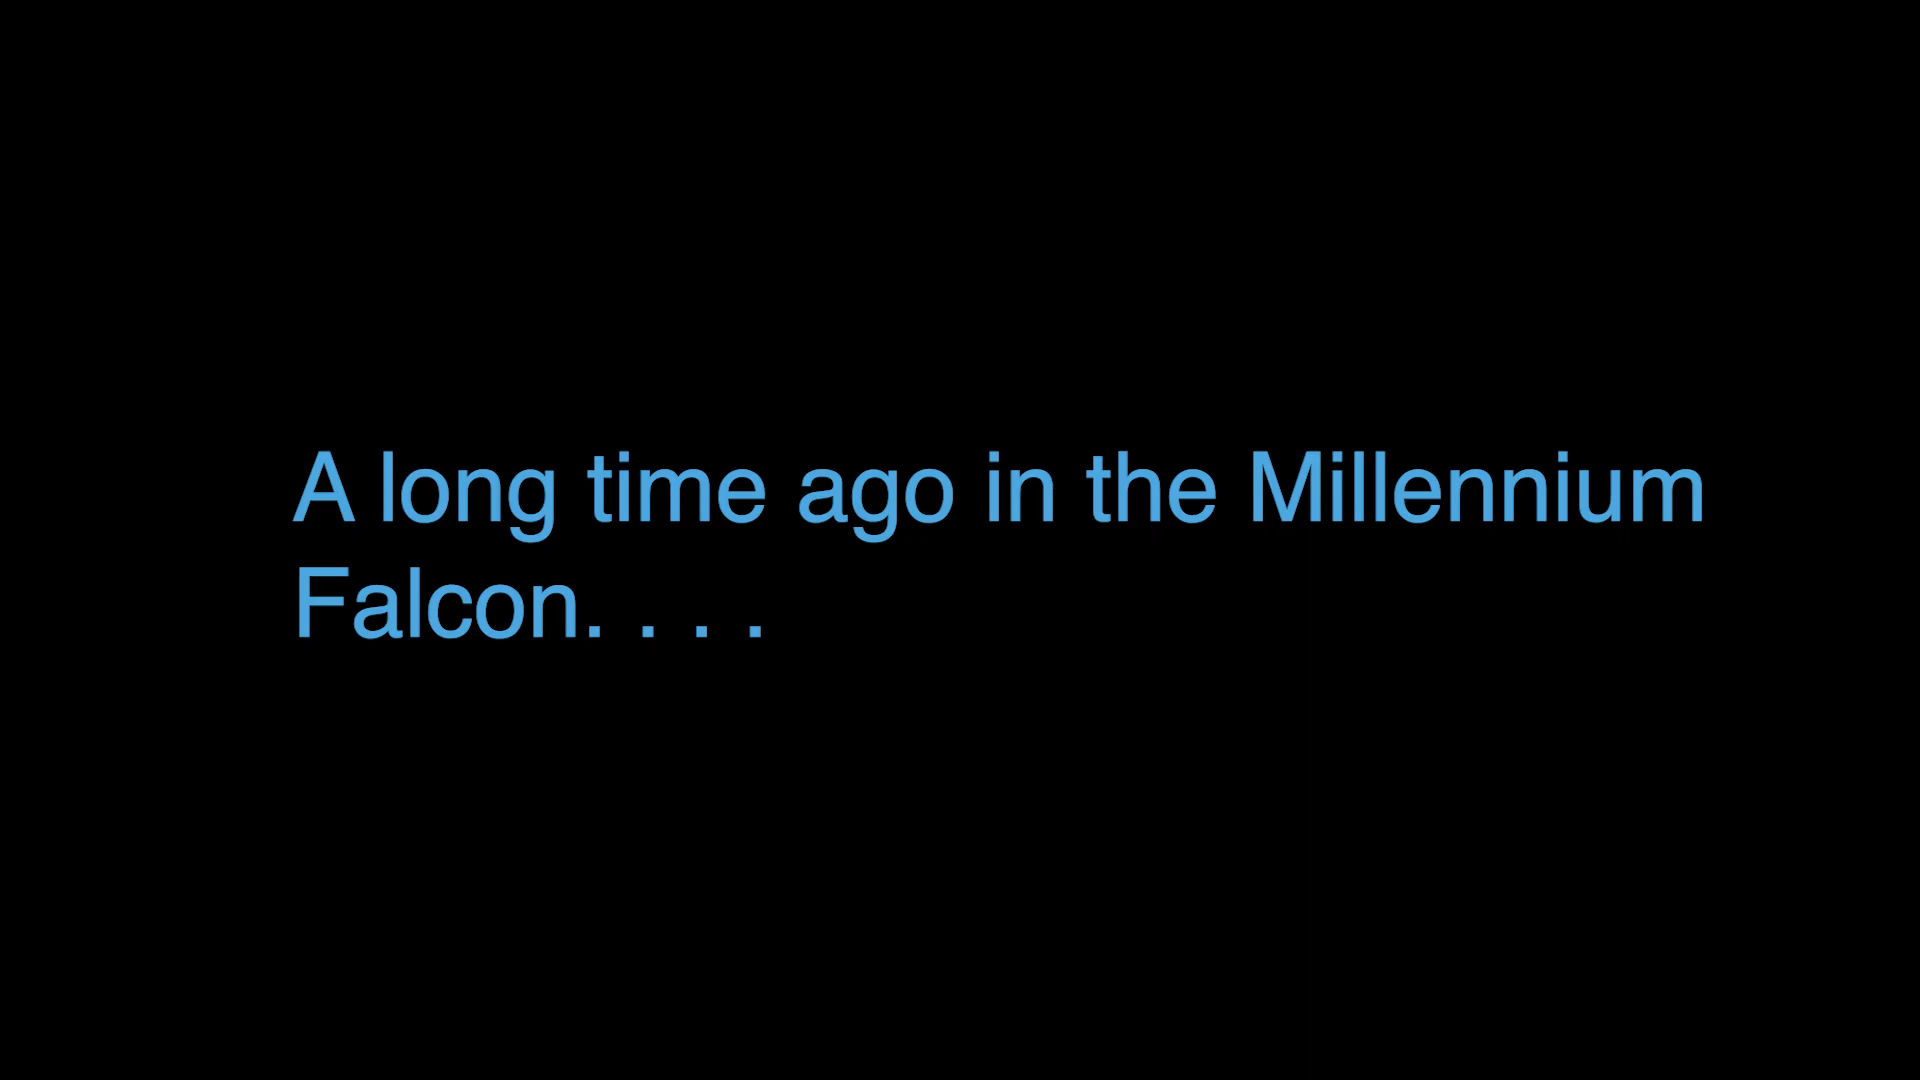 A long time ago in the Millennium
Falcon. . . .